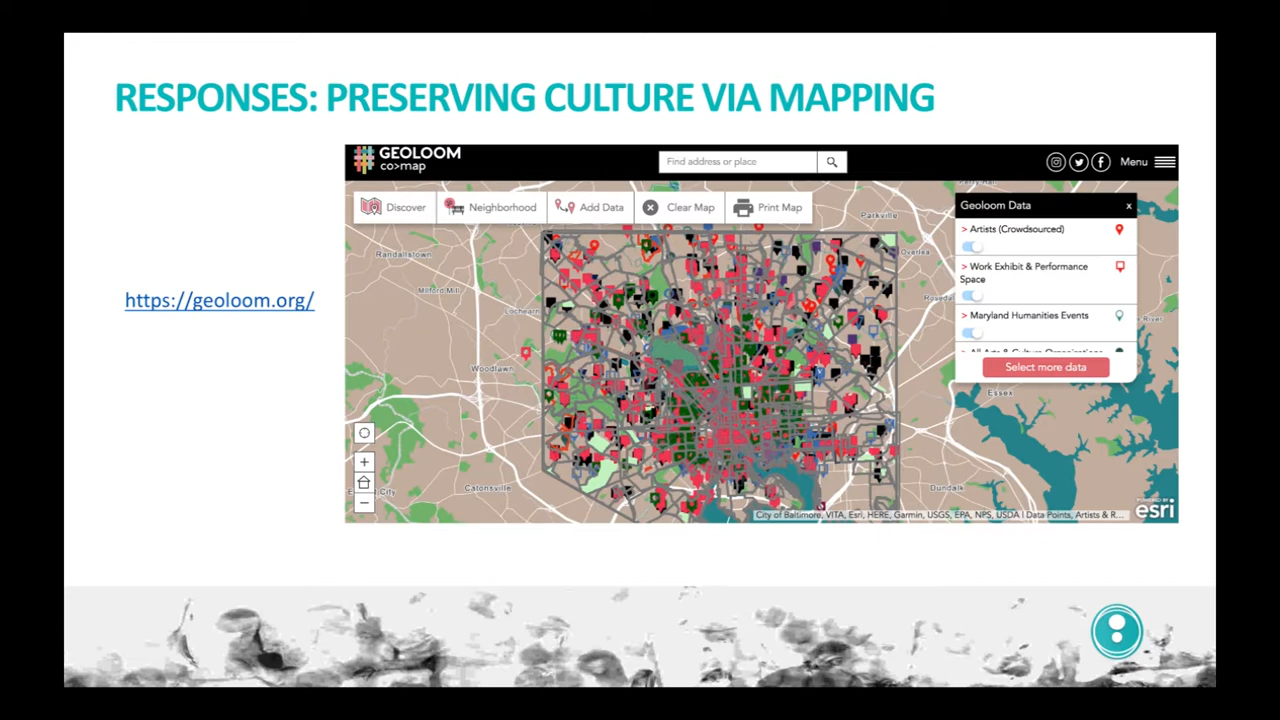 RESPONSES: PRESERVING CULTURE VIA MAPPING
GEOLOOM
co>map
Find address or place
Menu
Discover
Neighborhood
Add Data
Clear Map
Print Map
Geoloom Data
x
> Artists (Crowdsourced)
> Work Exhibit & Performance
Space
> Maryland Humanities Events
Select more data
https://geoloom.org/
Parkville
Randallstown
Overlea
Milford Mill
Lochearn
Woodlawn
Essex
Catonsville
Dundalk
City of Baltimore, VITA, Esri, HERE, Garmin, USGS, EPA, NPS, USDA | Data Points, Artists & R...
POWERED BY
esri